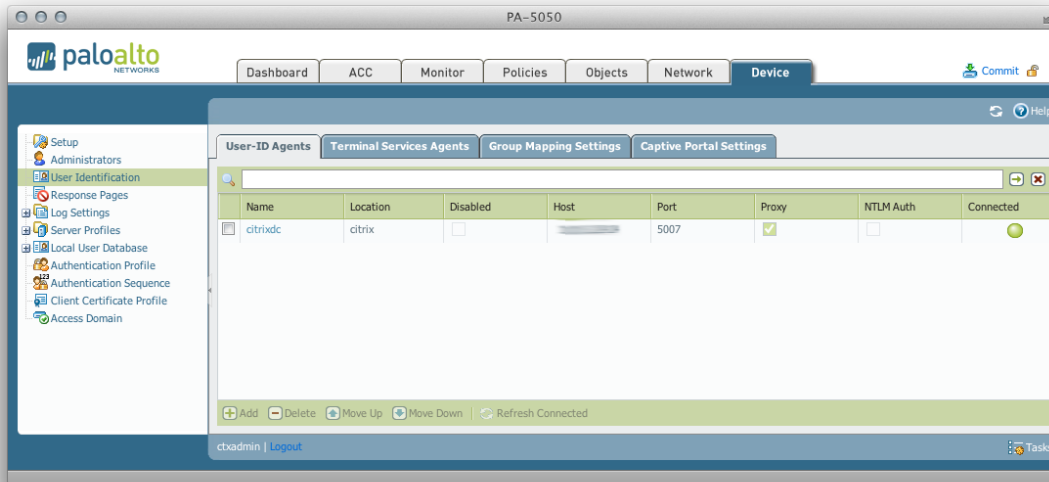 PA-5050
paloalto
NETWORKS
Dashboard ACC Monitor Policies Objects Network Device Commit
Help
Setup
Administrators
User Identification
Response Pages
Log Settings
Server Profiles
Local User Database
Authentication Profile
123
Authentication Sequence
Client Certificate Profile
Access Domain
User-ID Agents Terminal Services Agents Group Mapping Settings Captive Portal Settings
Name Location Disabled Host Port Proxy NTLM Auth Connected
citrixdc citrix 5007
Add Delete Move Up Move Down Refresh Connected
ctxadmin | Logout
Tasks